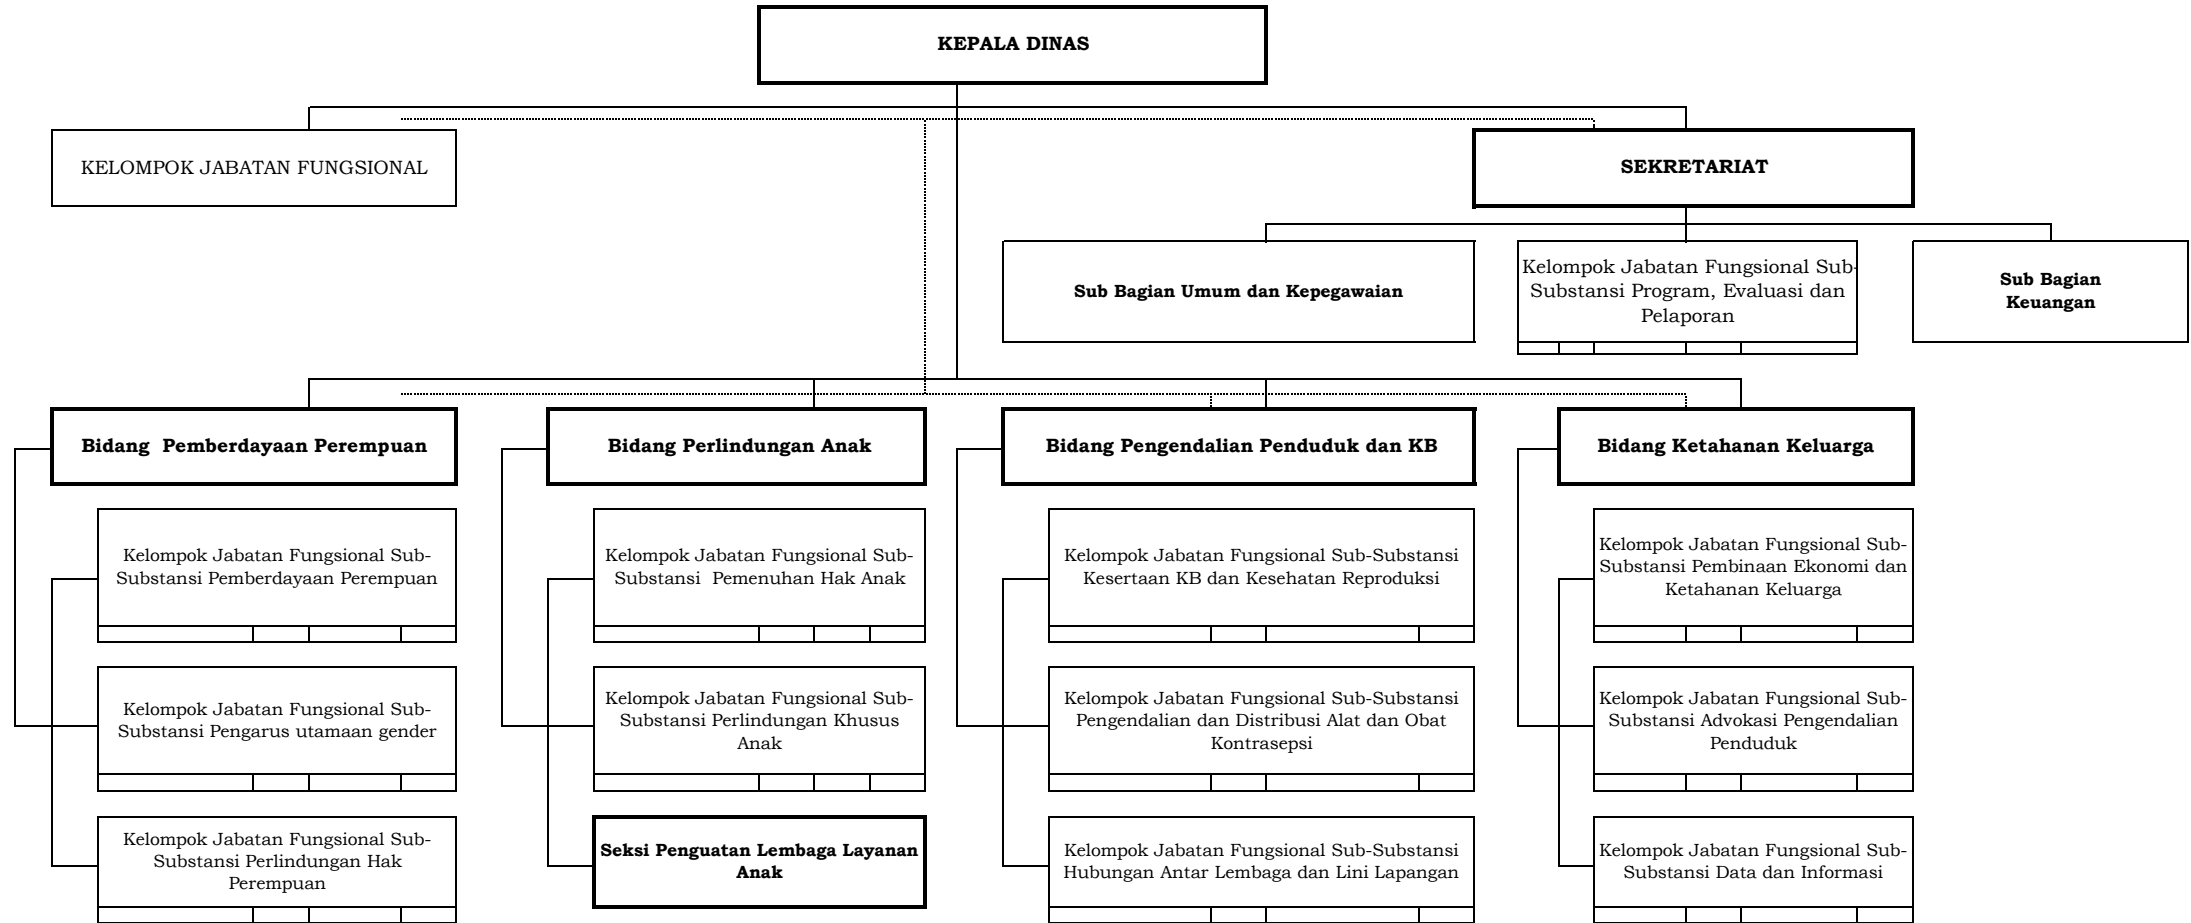 KEPALA DINAS
KELOMPOK JABATAN FUNGSIONAL
SEKRETARIAT
Sub Bagian Umum dan Kepegawaian
Kelompok Jabatan Fungsional Sub-
Substansi Program, Evaluasi dan
Pelaporan
Sub Bagian
Keuangan
Bidang  Pemberdayaan Perempuan
Bidang Perlindungan Anak
Bidang Pengendalian Penduduk dan KB
Bidang Ketahanan Keluarga
Kelompok Jabatan Fungsional Sub-
Substansi Pemberdayaan Perempuan
Kelompok Jabatan Fungsional Sub-
Substansi  Pemenuhan Hak Anak
Kelompok Jabatan Fungsional Sub-Substansi
Kesertaan KB dan Kesehatan Reproduksi
Kelompok Jabatan Fungsional Sub-
Substansi Pembinaan Ekonomi dan
Ketahanan Keluarga
Kelompok Jabatan Fungsional Sub-
Substansi Pengarus utamaan gender
Kelompok Jabatan Fungsional Sub-
Substansi Perlindungan Khusus
Anak
Kelompok Jabatan Fungsional Sub-Substansi
Pengendalian dan Distribusi Alat dan Obat
Kontrasepsi
Kelompok Jabatan Fungsional Sub-
Substansi Advokasi Pengendalian
Penduduk
Kelompok Jabatan Fungsional Sub-
Substansi Perlindungan Hak
Perempuan
Seksi Penguatan Lembaga Layanan
Anak
Kelompok Jabatan Fungsional Sub-Substansi
Hubungan Antar Lembaga dan Lini Lapangan
Kelompok Jabatan Fungsional Sub-
Substansi Data dan Informasi